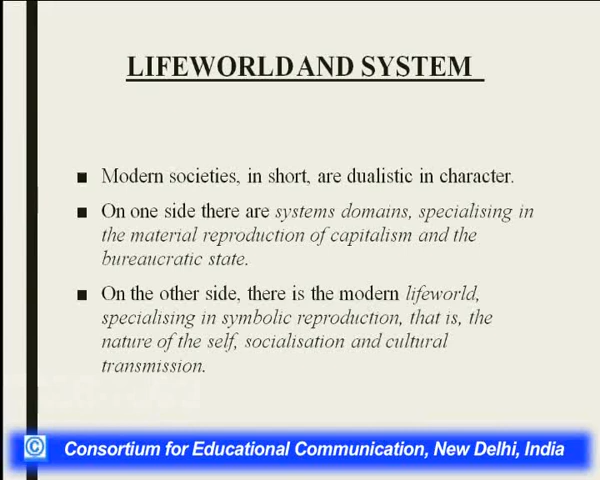 LIFEWORLD AND SYSTEM
■ Modern societies, in short, are dualistic in character.
■ On one side there are systems domains, specialising in
the material reproduction of capitalism and the
bureaucratic state.
■ On the other side, there is the modern lifeworld,
specialising in symbolic reproduction, that is, the
nature of the self, socialisation and cultural
transmission.
© Consortium for Educational Communication, New Delhi, India